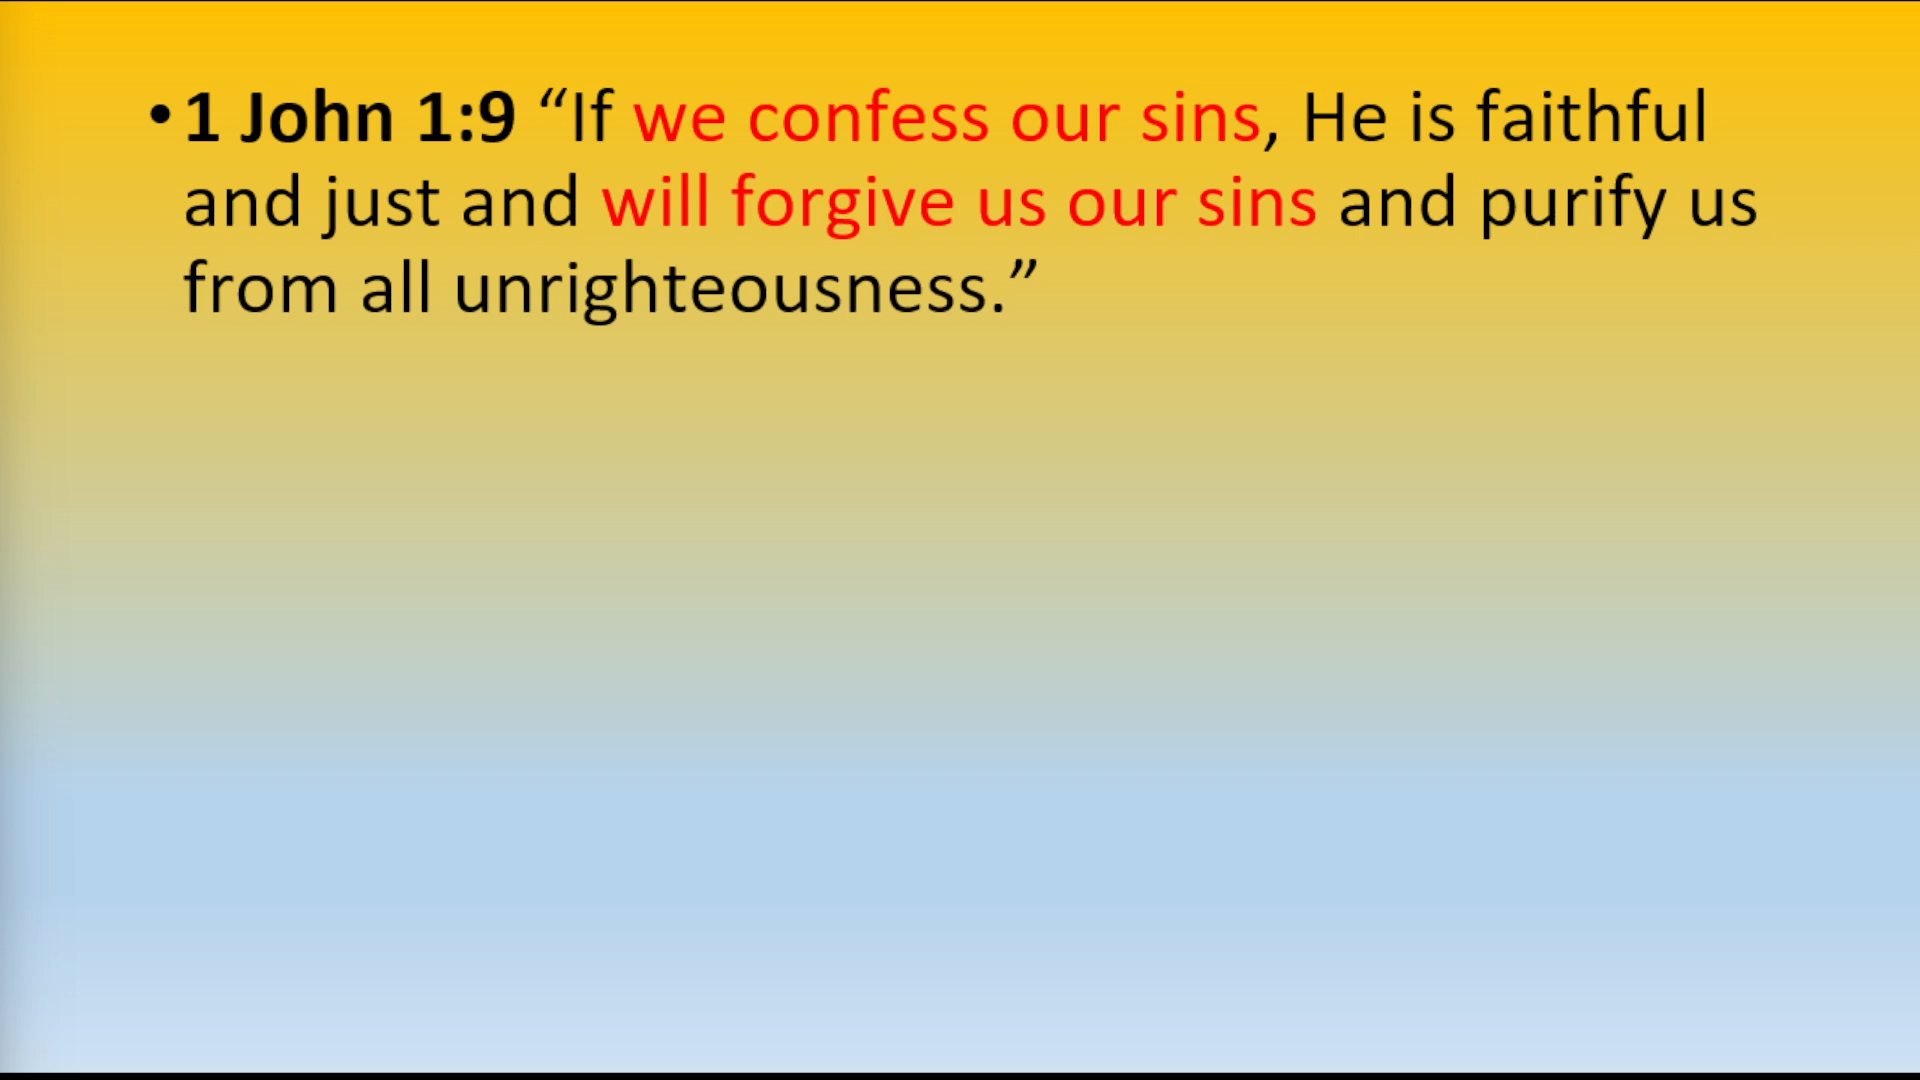 • 1 John 1:9 “If we confess our sins, He is faithful
and just and will forgive us our sins and purify us
from all unrighteousness.”